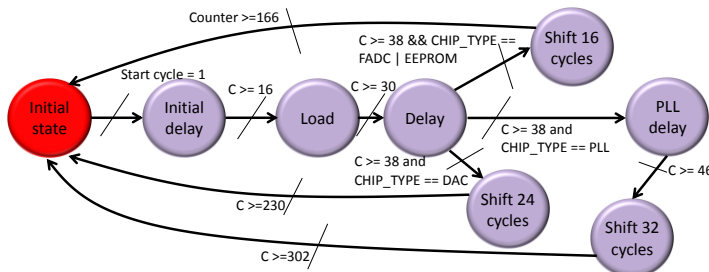 Counter >=166
C >= 38 && CHIP_TYPE ==
FADC | EEPROM
Shift 16
cycles
Start cycle = 1
C >= 16
C >= 30
Initial
state
Initial
delay
Load
Delay
PLL
delay
C >= 38 and
CHIP_TYPE == PLL
C >= 38 and
CHIP_TYPE == DAC
C >= 46
C >=230
Shift 24
cycles
Shift 32
cycles
C >=302